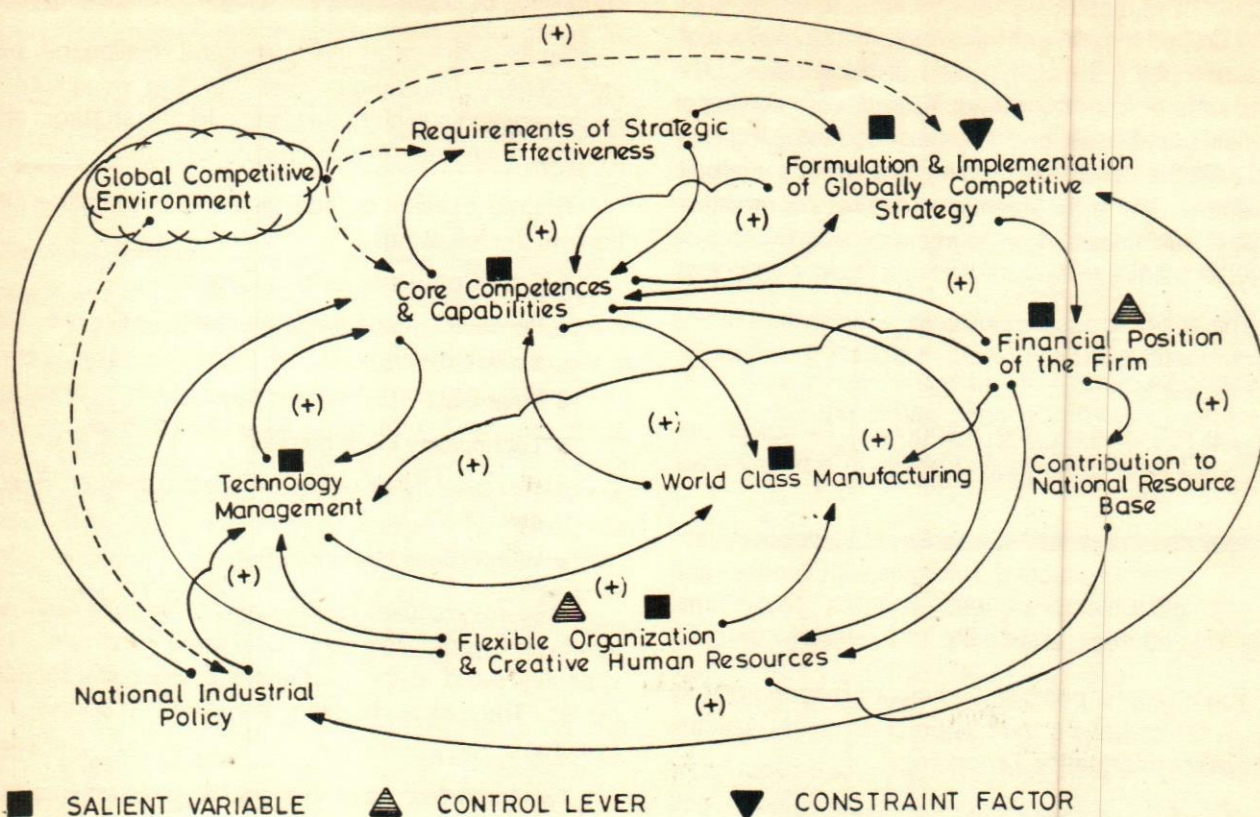 (+)
Requirements of Strategic
Effectiveness
Global Competitive
Environment
Formulation & Implementation
of Globally Competitive
Strategy
(+)
(+)
Core Competences
& Capabilities
(+)
Financial Position
of the Firm
(+)
(+)
(+)
(+)
(+)
Technology
Management
World Class Manufacturing
Contribution to
National Resource
Base
(+)
(+)
Flexible Organization
& Creative Human Resources
National Industrial
Policy
(+)
SALIENT VARIABLE
CONTROL LEVER
CONSTRAINT FACTOR